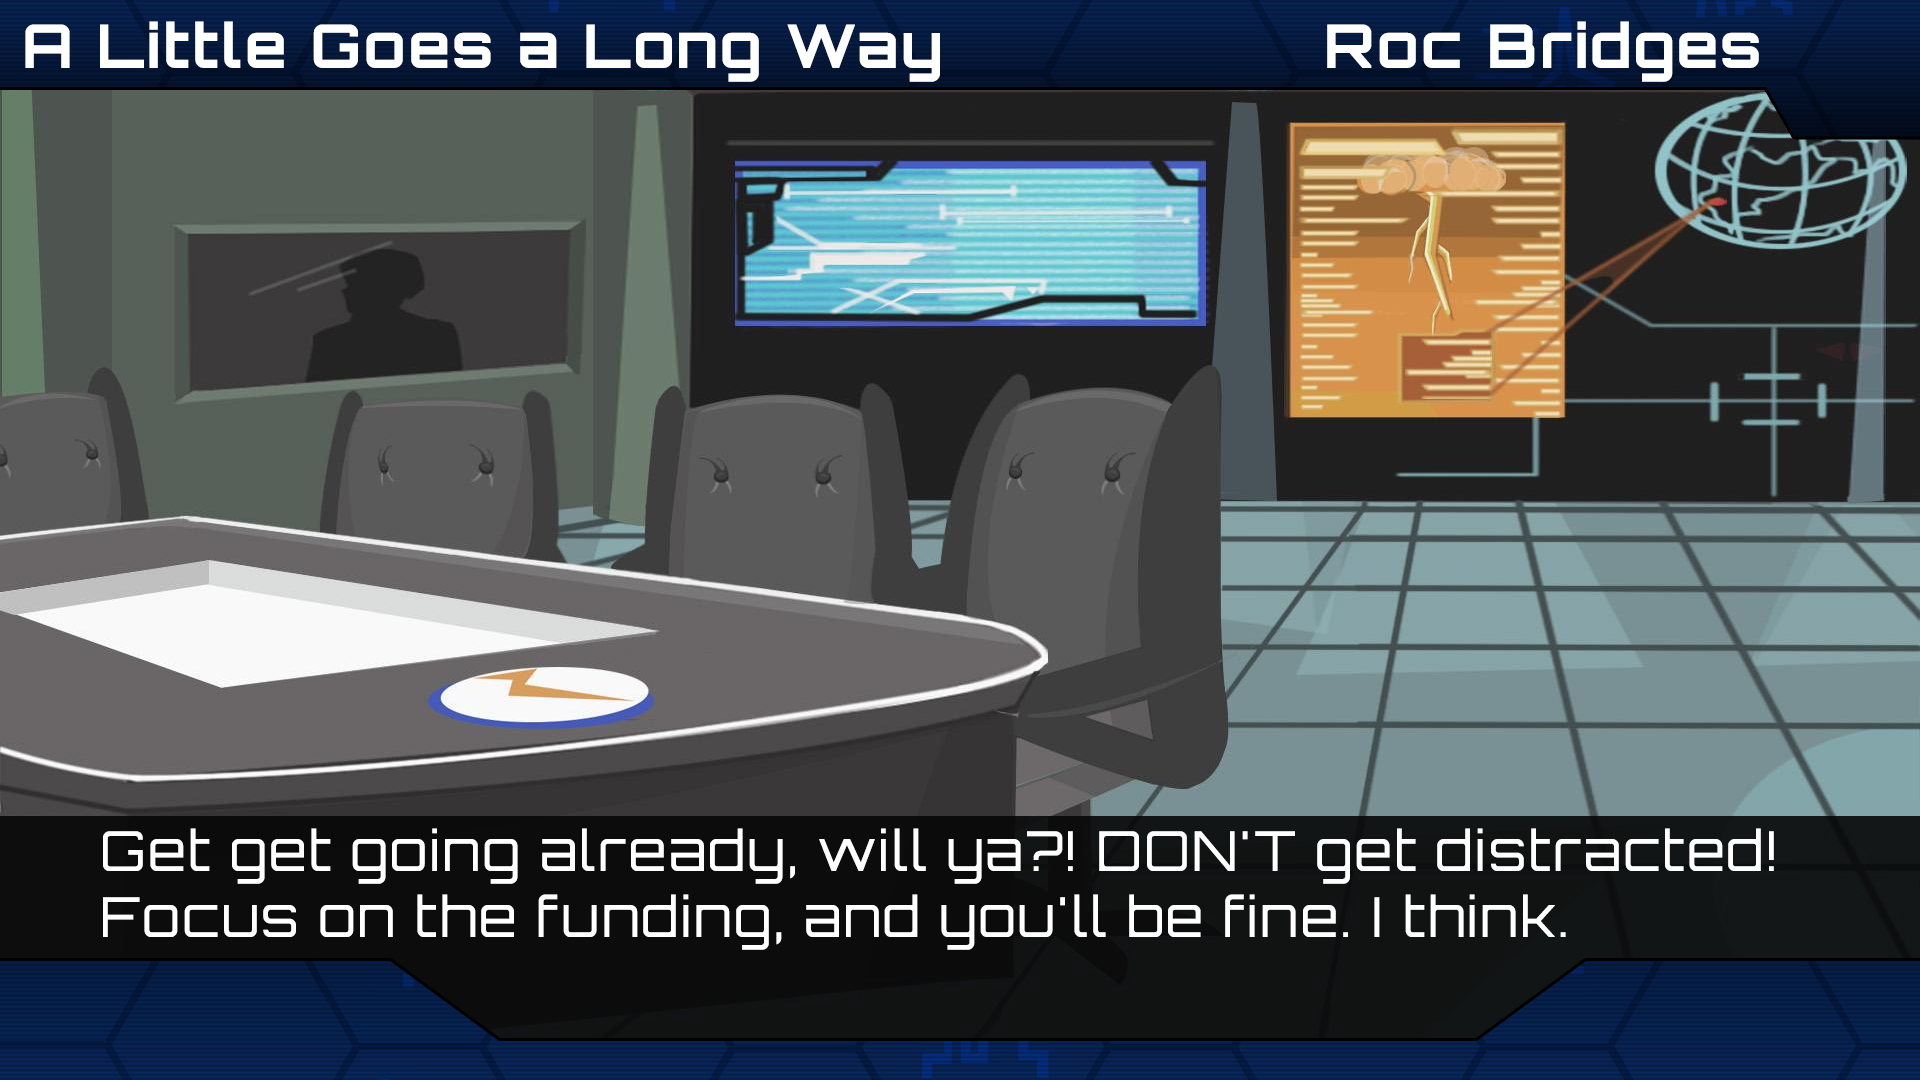 A Little Goes a Long Way
Roc Bridges
Get get going already, will ya?! DON'T get distracted!
Focus on the funding, and you'll be fine. I think.